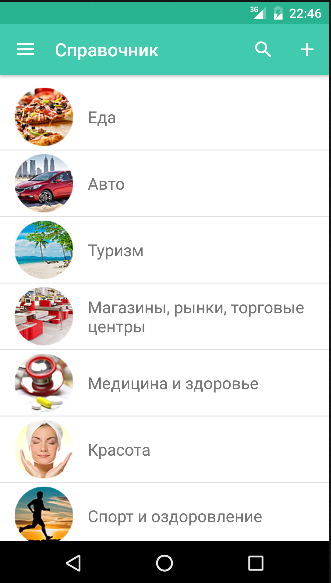 3G 22:46
Справочник
Еда
Авто
Туризм
Магазины, рынки, торговые
центры
Медицина и здоровье
Красота
Спорт и оздоровление